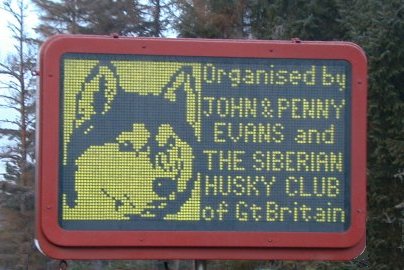 Organised by
JOHN & PENNY
EVANS and
THE SIBERIAN
HUSKY CLUB
of Gt Britain